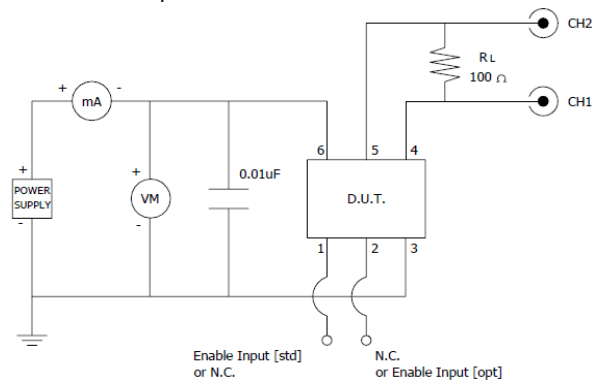 CH2
RL
100 Ω
CH1
+
-
mA
6
5
4
+
POWER
SUPPLY
-
+
VM
-
0.01uF
D.U.T.
1
2
3
Enable Input [std]
or N.C.
N.C.
or Enable Input [opt]